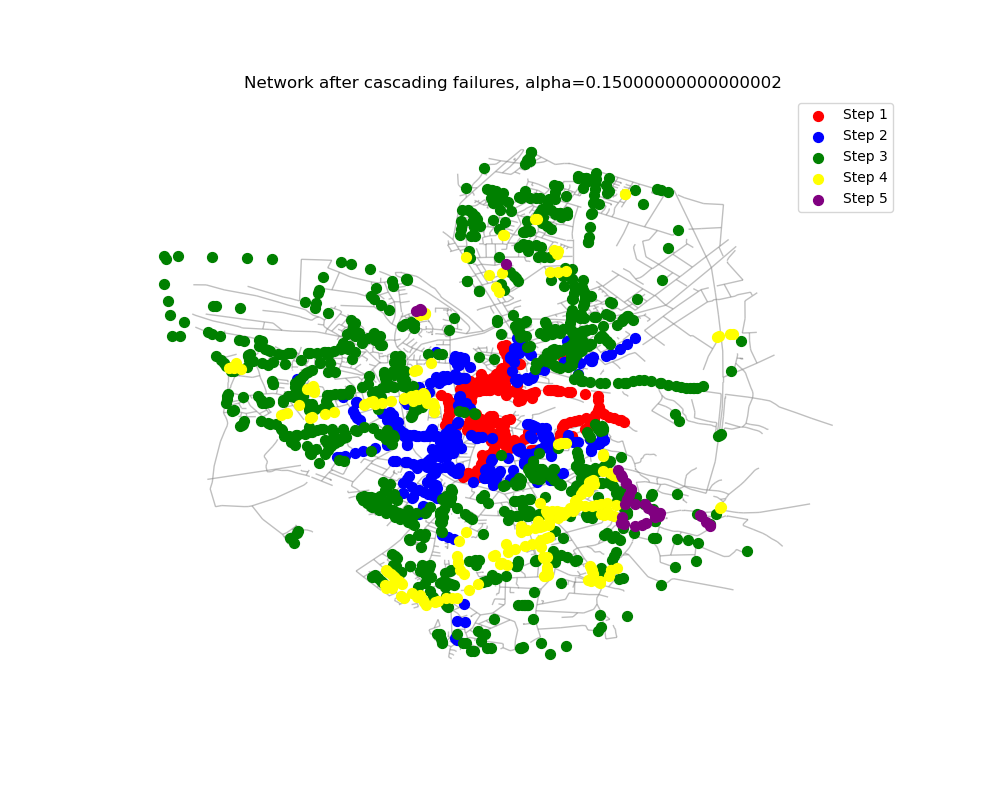 Network after cascading failures, alpha=0.15000000000000002
Step 1
Step 2
Step 3
Step 4
Step 5